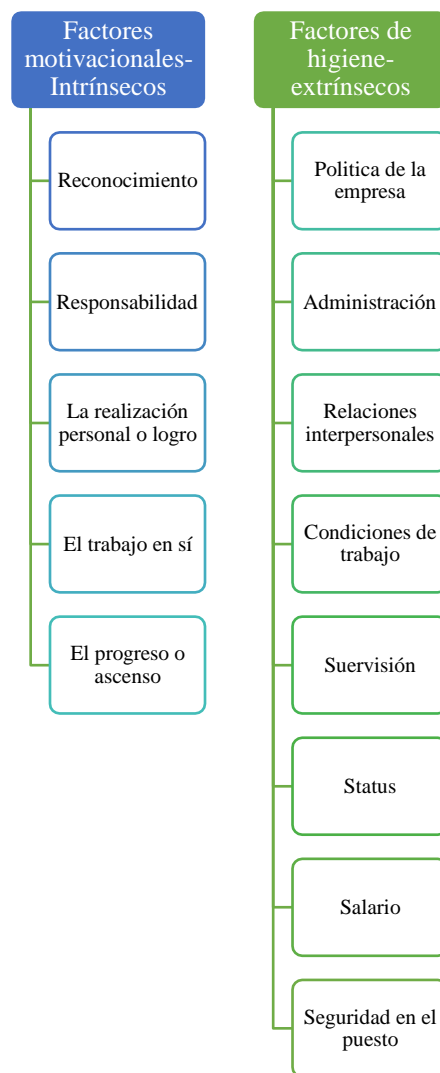 Factores
motivacionales-
Intrínsecos
Reconocimiento
Responsabilidad
La realización
personal o logro
El trabajo en sí
El progreso o
ascenso
Factores de
higiene-
extrínsecos
Politica de la
empresa
Administración
Relaciones
interpersonales
Condiciones de
trabajo
Suervisión
Status
Salario
Seguridad en el
puesto